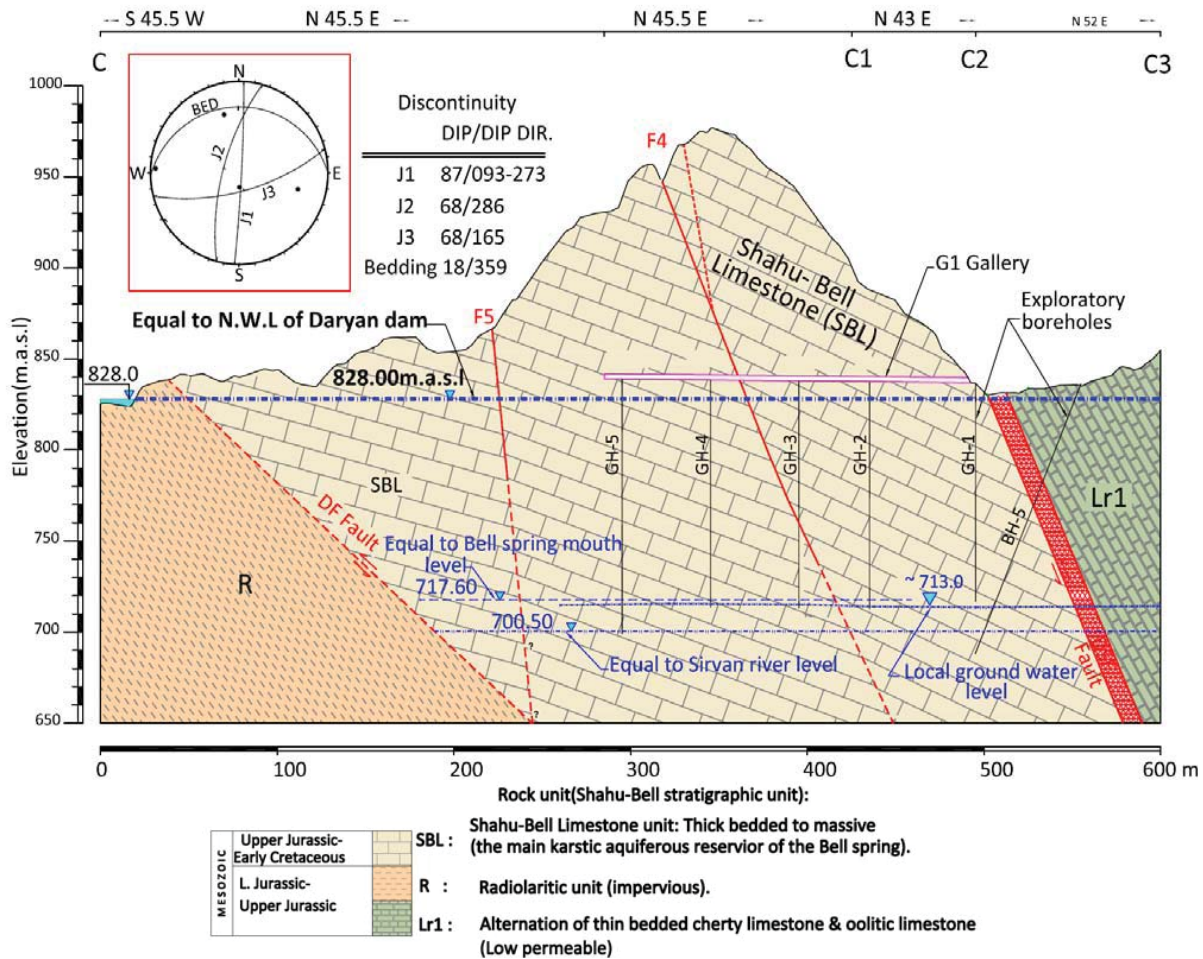 S 45.5 W
N 45.5 E
N 45.5 E
N 43 E
N 52 E
C
C1
C2
C3
1000
950
900
850
800
750
700
650
Elevation(m.a.s.l)
N
W
E
S
BED
J2
J3
J1
Discontinuity
DIP/DIP DIR.
J1 87/093-273
J2 68/286
J3 68/165
Bedding 18/359
F4
F5
Shahu- Bell
Limestone (SBL)
G1 Gallery
Exploratory
boreholes
Equal to N.W.L of Daryan dam
828.0
828.00m.a.s.l
GH-5
GH-4
GH-3
GH-2
GH-1
BH-5
SBL
Lr1
R
DF Fault
Fault
Equal to Bell spring mouth
level
717.60
~ 713.0
700.50
?
?
Equal to Sirvan river level
Local ground water
level
0
100
200
300
400
500
600 m
Rock unit(Shahu-Bell stratigraphic unit):
MESOZOIC
Upper Jurassic-
Early Cretaceous
SBL :
Shahu-Bell Limestone unit: Thick bedded to massive
(the main karstic aquiferous reservior of the Bell spring).
L. Jurassic-
Upper Jurassic
R :
Radiolaritic unit (impervious).
Lr1 :
Alternation of thin bedded cherty limestone & oolitic limestone
(Low permeable)